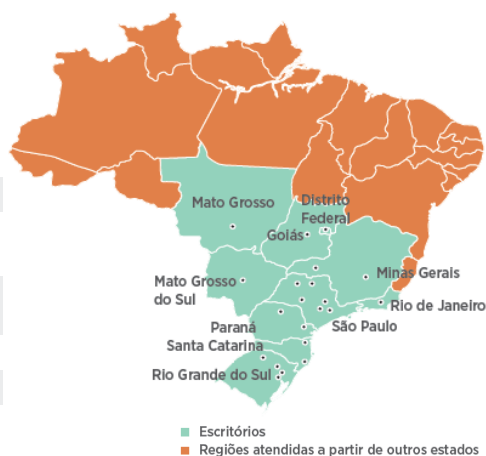 Mato Grosso
Distrito
Federal
Goiás
Mato Grosso
do Sul
Minas Gerais
Rio de Janeiro
Paraná
São Paulo
Santa Catarina
Rio Grande do Sul
Escritórios
Regiões atendidas a partir de outros estados